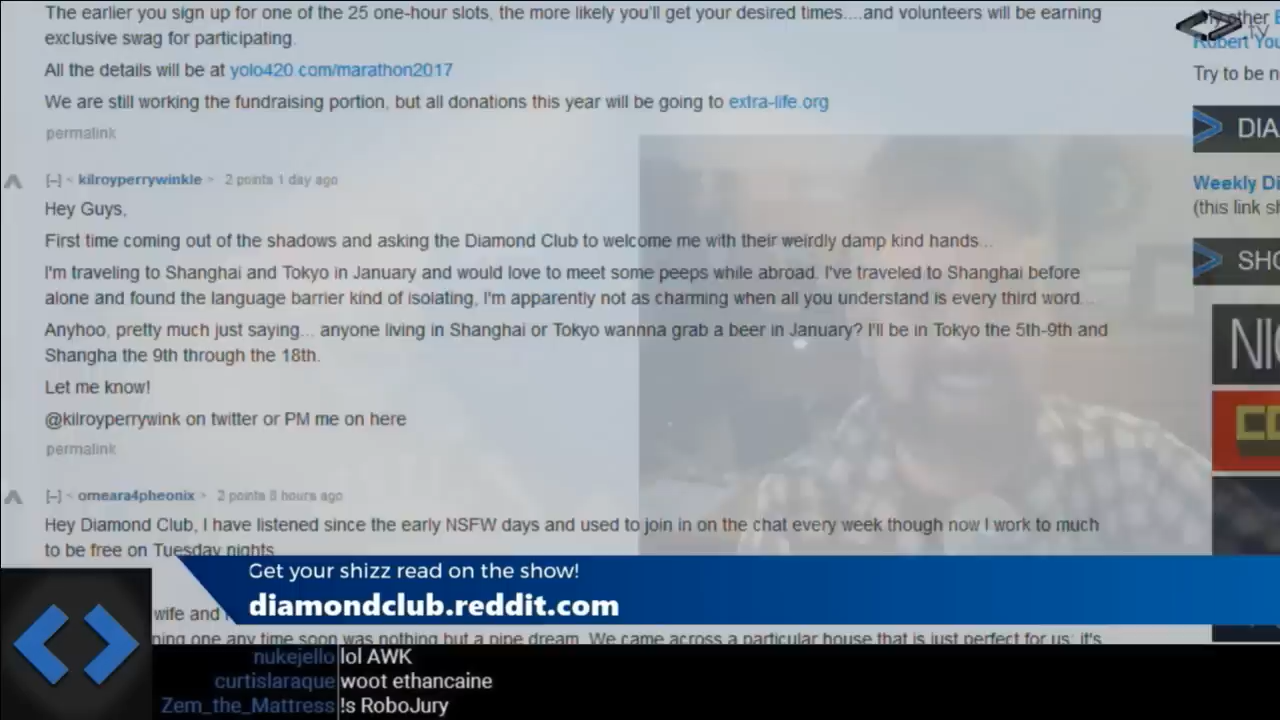 The earlier you sign up for one of the 25 one-hour slots, the more likely you'll get your desired times....and volunteers will be earning
exclusive swag for participating.
All the details will be at yolo420.com/marathon2017
We are still working the fundraising portion, but all donations this year will be going to extra-life.org
permalink
[–] < kilroyperrywinkle > 2 points 1 day ago
Hey Guys,
First time coming out of the shadows and asking the Diamond Club to welcome me with their weirdly damp kind hands...
I'm traveling to Shanghai and Tokyo in January and would love to meet some peeps while abroad. I've traveled to Shanghai before
alone and found the language barrier kind of isolating, I'm apparently not as charming when all you understand is every third word...
Anyhoo, pretty much just saying... anyone living in Shanghai or Tokyo wannna grab a beer in January? I'll be in Tokyo the 5th-9th and
Shangha the 9th through the 18th.
Let me know!
@kilroyperrywink on twitter or PM me on here
permalink
[–] < omeara4pheonix > 2 points 8 hours ago
Hey Diamond Club, I have listened since the early NSFW days and used to join in on the chat every week though now I work to much
to be free on Tuesday nights
wife and
one any time soon was nothing but a pipe dream. We came across a particular house that is just perfect for us; it's
other
.tv
Robert You
Try to be n
DIA
Weekly Di
(this link sh
SHO
NI
Get your shizz read on the show!
diamondclub.reddit.com
nukejello lol AWK
curtislaraque woot ethancaine
Zem_the_Mattress !s RoboJury